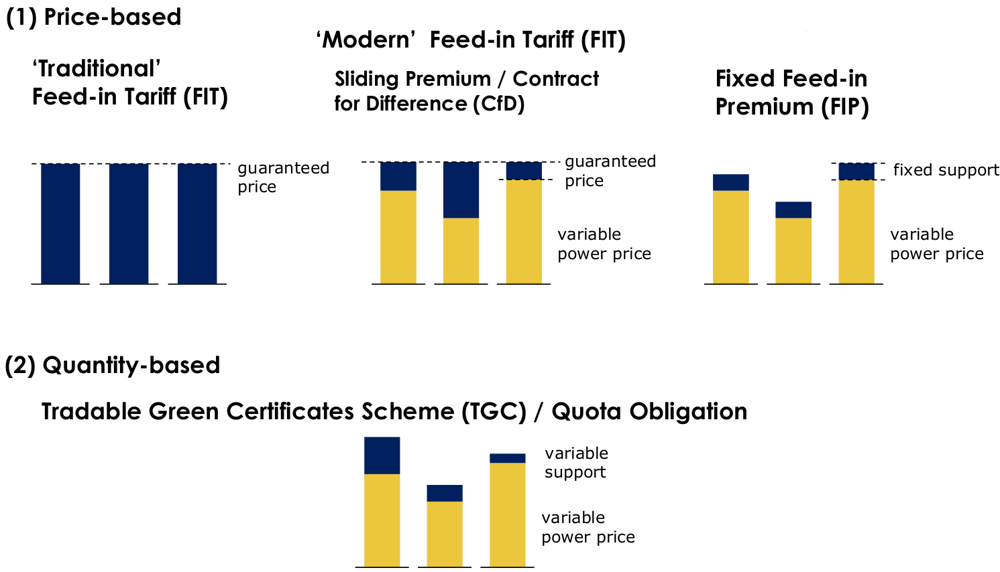 (1) Price-based
‘Modern’ Feed-in Tariff (FIT)
‘Traditional’
Feed-in Tariff (FIT)
Sliding Premium / Contract
for Difference (CfD)
Fixed Feed-in
Premium (FIP)
guaranteed
price
guaranteed
price
variable
power price
fixed support
variable
power price
(2) Quantity-based
Tradable Green Certificates Scheme (TGC) / Quota Obligation
variable
support
variable
power price